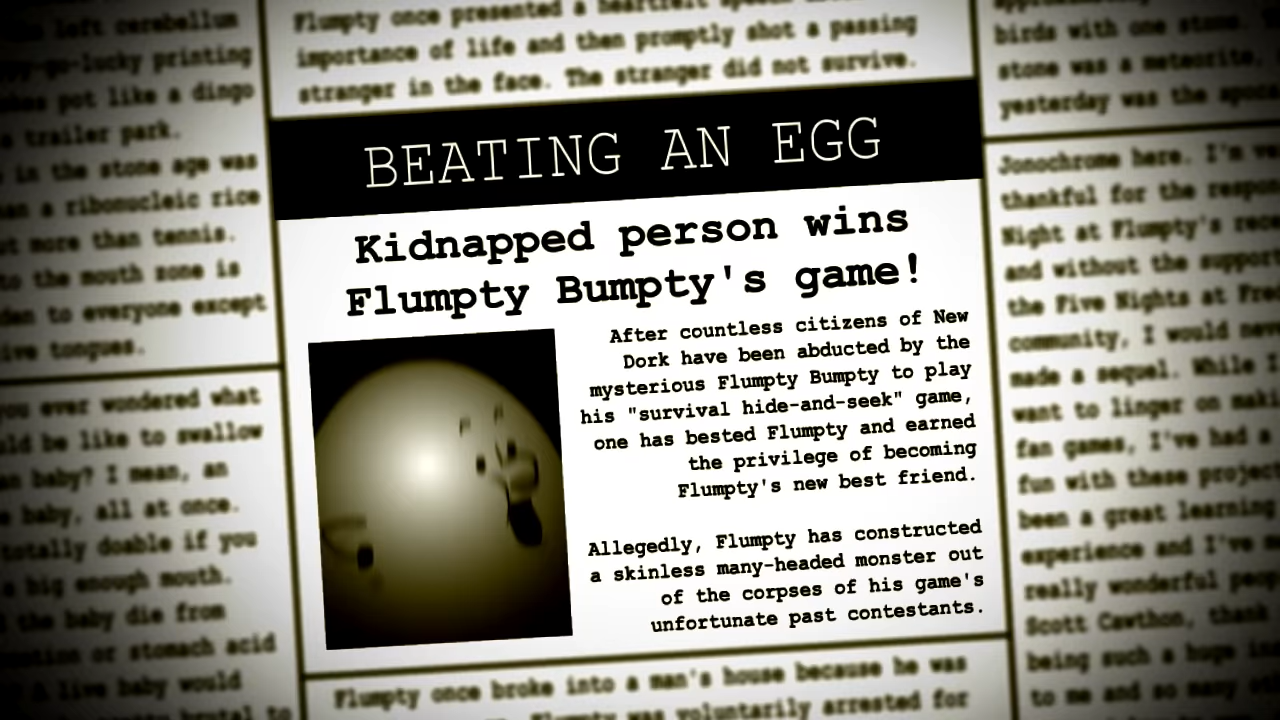 left cerebellum
printing
pot like a dingo
trailer park.
in the stone age was
a ribonucleic rice
more than tennis.
to the mouth zone is
to everyone except
tongues.
you ever wondered what
be like to swallow
baby? I mean, an
baby, all at once.
totally doable if you
big enough mouth.
the baby die from
or stomach acid
live baby would
brutal to
Flumpty once presented a heartfelt speech
importance of life and then promptly shot a passing
stranger in the face. The stranger did not survive.
BEATING AN EGG
Kidnapped person wins
Flumpty Bumpty's game!
After countless citizens of New
Dork have been abducted by the
mysterious Flumpty Bumpty to play
his "survival hide-and-seek" game,
one has bested Flumpty and earned
the privilege of becoming
Flumpty's new best friend.
Allegedly, Flumpty has constructed
a skinless many-headed monster out
of the corpses of his game's
unfortunate past contestants.
Flumpty once broke into a man's house because he was
Flumpty was voluntarily arrested for
birds with one stone.
stone was a meteorite,
yesterday was the
Jonochrome here. I'm
thankful for the
Night at Flumpty's
and without the support
the Five Nights at
community, I would
made a sequel. While I
want to linger on
fan games, I've had a
fun with these
been a great learning
experience and I've
really wonderful
Scott Cawthon, thank
being such a huge
to me and so many